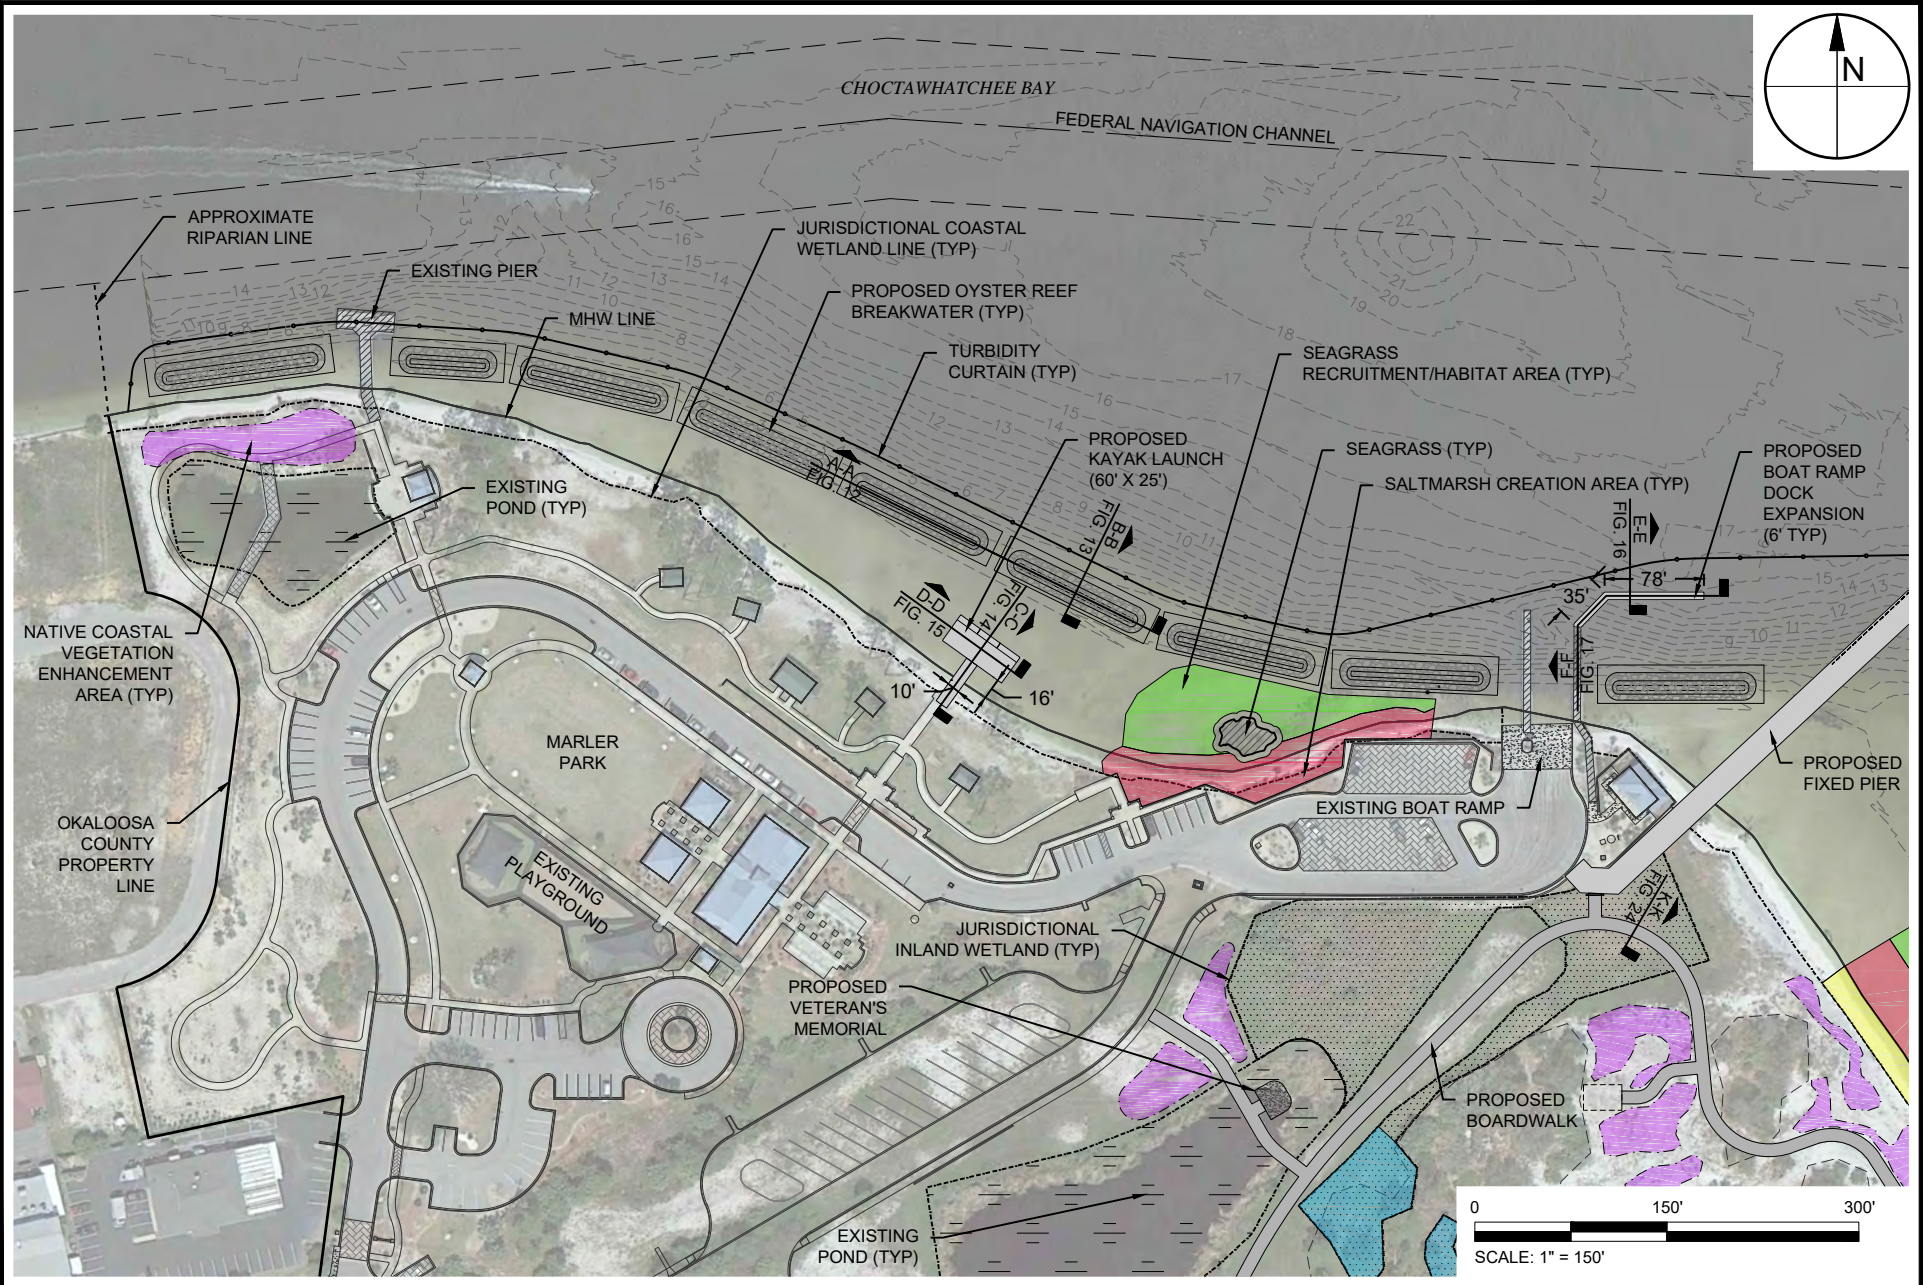 N
CHOCTAWHATCHEE BAY
FEDERAL NAVIGATION CHANNEL
APPROXIMATE
RIPARIAN LINE
EXISTING PIER
JURISDICTIONAL COASTAL
WETLAND LINE (TYP)
PROPOSED OYSTER REEF
BREAKWATER (TYP)
MHW LINE
TURBIDITY
CURTAIN (TYP)
SEAGRASS
RECRUITMENT/HABITAT AREA (TYP)
PROPOSED
KAYAK LAUNCH
(60' X 25')
SEAGRASS (TYP)
SALTMARSH CREATION AREA (TYP)
PROPOSED
BOAT RAMP
DOCK
EXPANSION
(6' TYP)
EXISTING
POND (TYP)
A-A
B-B
FIG. 13
C-C
FIG. 14
D-D
FIG. 15
E-E
FIG. 16
F-F
FIG. 17
78'
35'
10'
16'
NATIVE COASTAL
VEGETATION
ENHANCEMENT
AREA (TYP)
MARLER
PARK
PROPOSED
FIXED PIER
EXISTING BOAT RAMP
OKALOOSA
COUNTY
PROPERTY
LINE
EXISTING
PLAYGROUND
K-K
FIG. 24
JURISDICTIONAL
INLAND WETLAND (TYP)
PROPOSED
VETERAN'S
MEMORIAL
PROPOSED
BOARDWALK
EXISTING
POND (TYP)
0 150' 300'
SCALE: 1" = 150'